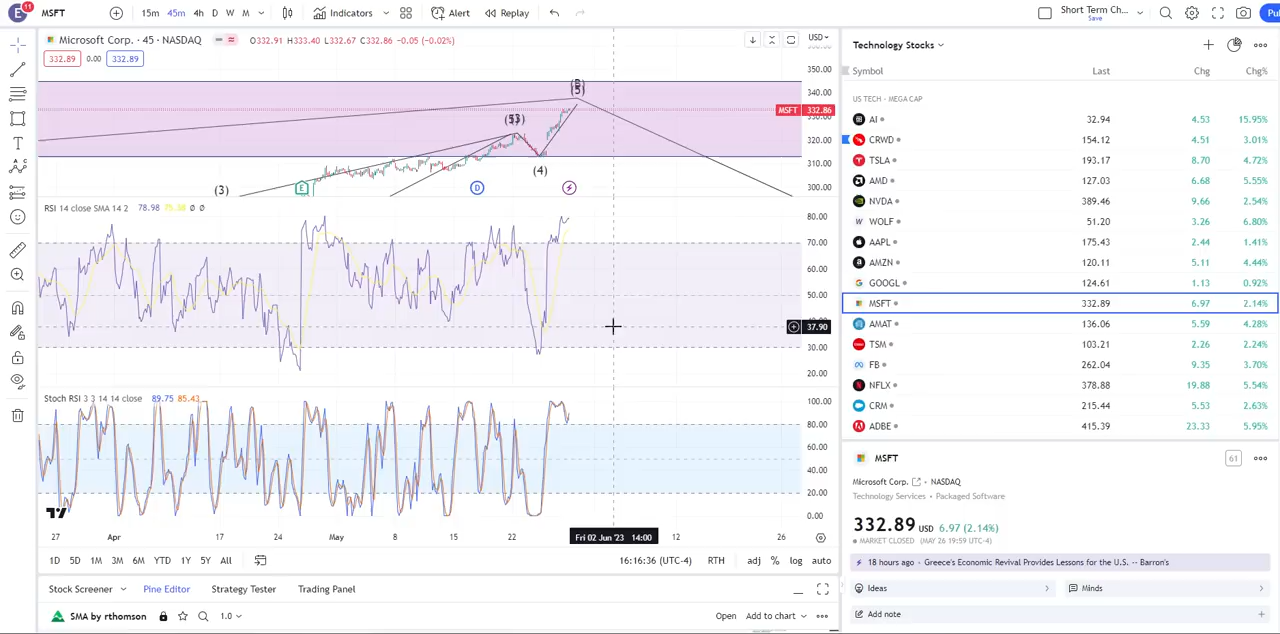 E 11 MSFT 15m 45m 4h D W M Indicators Alert Replay Short Term Ch... Save Pu
Microsoft Corp. · 45 · NASDAQ O332.91 H333.40 L332.67 C332.86 -0.05 (-0.02%) USD
332.89 0.00 332.89
350.00
340.00
MSFT 332.86
320.00
310.00
300.00
(5)
(4)
(3)
E D
RSI 14 close SMA 14 2 78.98 ø ø
80.00
70.00
60.00
50.00
37.90
30.00
20.00
Stoch RSI 3 3 14 14 close 89.75 85.43
100.00
80.00
60.00
40.00
20.00
0.00
27 Apr 17 24 May 8 15 22 Fri 02 Jun '23 14:00 12 26
1D 5D 1M 3M 6M YTD 1Y 5Y All 16:16:36 (UTC-4) RTH adj % log auto
Stock Screener Pine Editor Strategy Tester Trading Panel
SMA by rthomson 1.0 Open Add to chart
Technology Stocks
Symbol Last Chg Chg%
US TECH - MEGA CAP
AI 32.94 4.53 15.95%
CRWD 154.12 4.51 3.01%
TSLA 193.17 8.70 4.72%
AMD 127.03 6.68 5.55%
NVDA 389.46 9.66 2.54%
W WOLF 51.20 3.26 6.80%
AAPL 175.43 2.44 1.41%
AMZN 120.11 5.11 4.44%
GOOGL 124.61 1.13 0.92%
MSFT 332.89 6.97 2.14%
AMAT 136.06 5.59 4.28%
TSM 103.21 2.26 2.24%
FB 262.04 9.35 3.70%
NFLX 378.88 19.88 5.54%
CRM 215.44 5.53 2.63%
ADBE 415.39 23.33 5.95%
MSFT 61
Microsoft Corp. • NASDAQ
Technology Services • Packaged Software
332.89 USD 6.97 (2.14%)
MARKET CLOSED (MAY 26 19:59 UTC-4)
18 hours ago • Greece's Economic Revival Provides Lessons for the U.S. -- Barron's
Ideas Minds
Add note